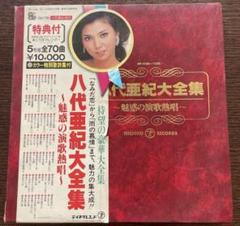 特典付
5枚組全70曲
¥10,000
カラー特別歌詩集付
待望の豪華大全集
「なみだ恋」から「雨の慕情」まで、魅力の集大成!!
八代亜紀大全集
～魅惑の演歌熱唱～
テイチクレコード
代亜紀大全集
～魅惑の演歌熱唱～
TEICHIKU RECORDS